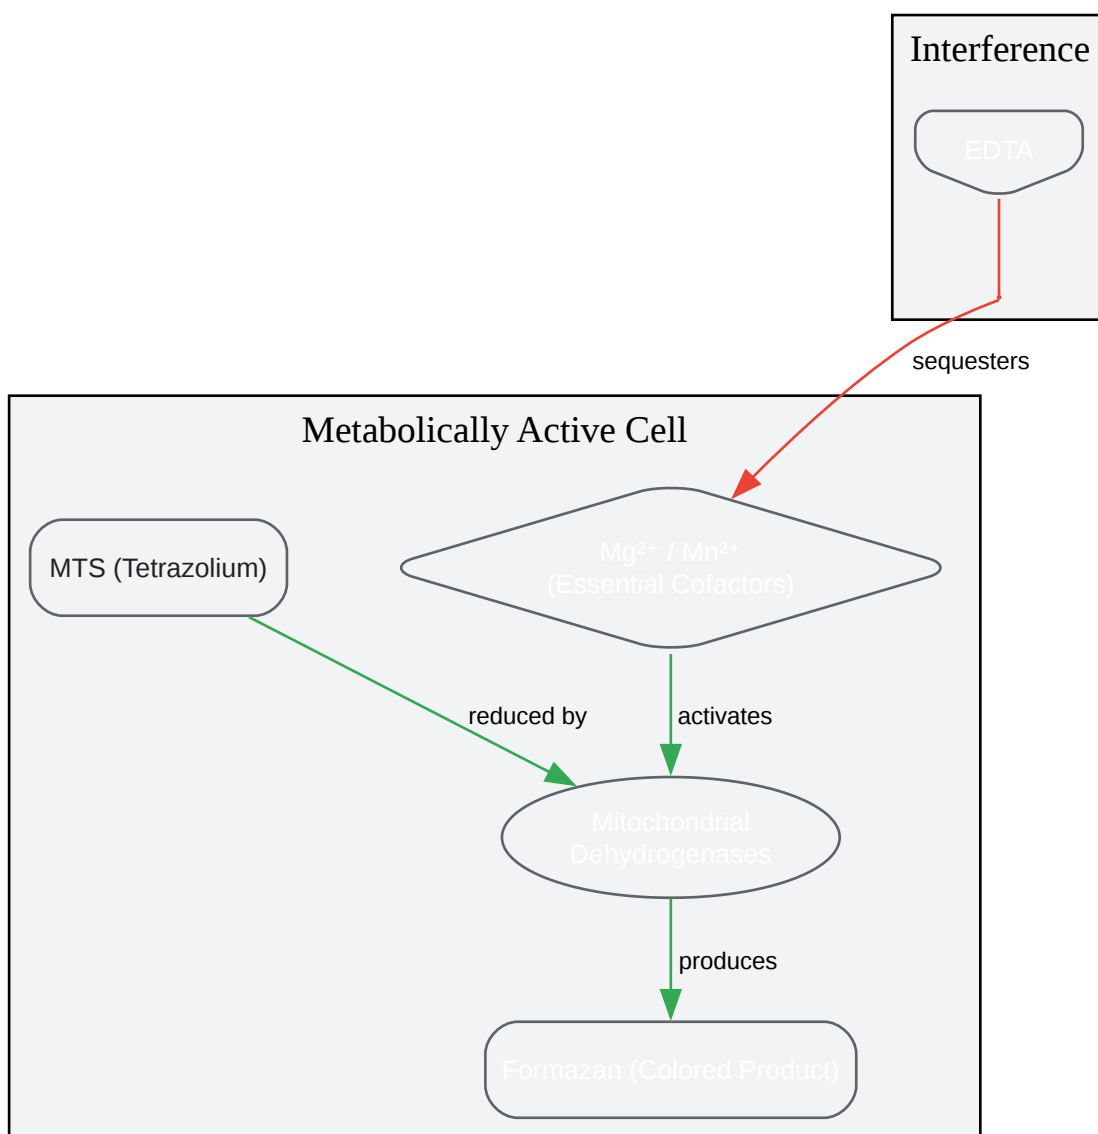 Interference
EDTA
sequesters
Metabolically Active Cell
MTS (Tetrazolium)
Mg²⁺ / Mn²⁺
(Essential Cofactors)
reduced by
activates
Mitochondrial
Dehydrogenases
produces
Formazan (Colored Product)